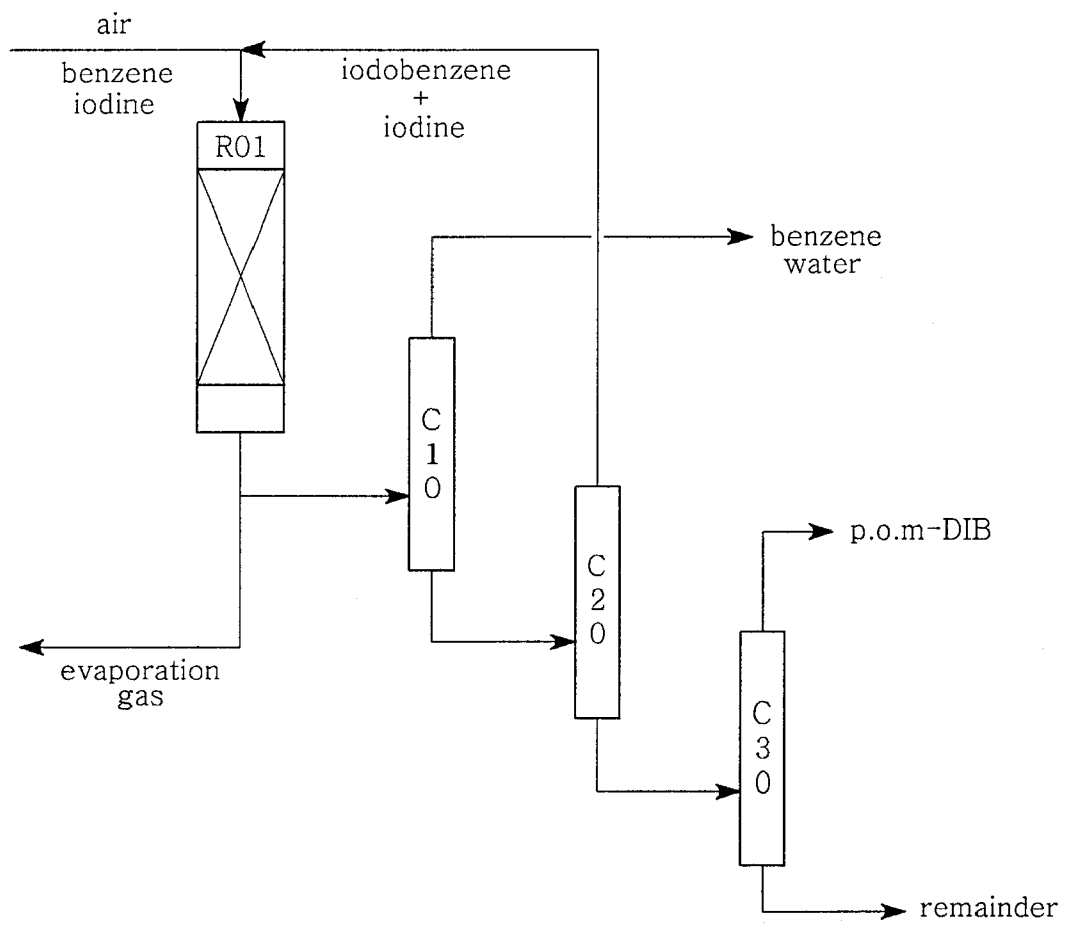 air
benzene
iodine
iodobenzene
+
iodine
R01
benzene
water
C
1
0
C
2
0
p.o.m-DIB
evaporation
gas
C
3
0
remainder